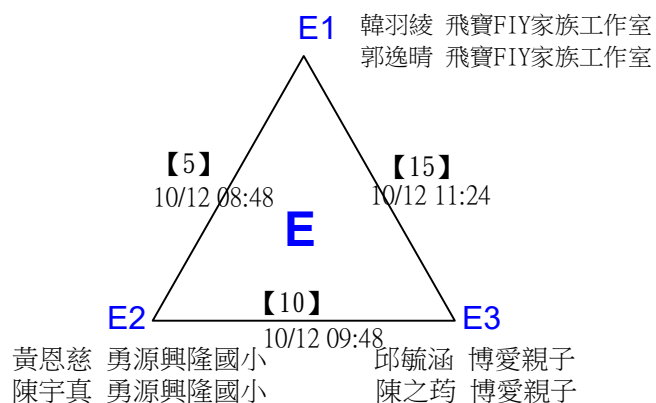 E1 韓羽綾 飛寶FIY家族工作室
郭逸晴 飛寶FIY家族工作室
【5】
10/12 08:48
【15】
10/12 11:24
E
【10】
10/12 09:48
E2
E3
黃恩慈 勇源興隆國小
陳宇真 勇源興隆國小
邱毓涵 博愛親子
陳之筠 博愛親子